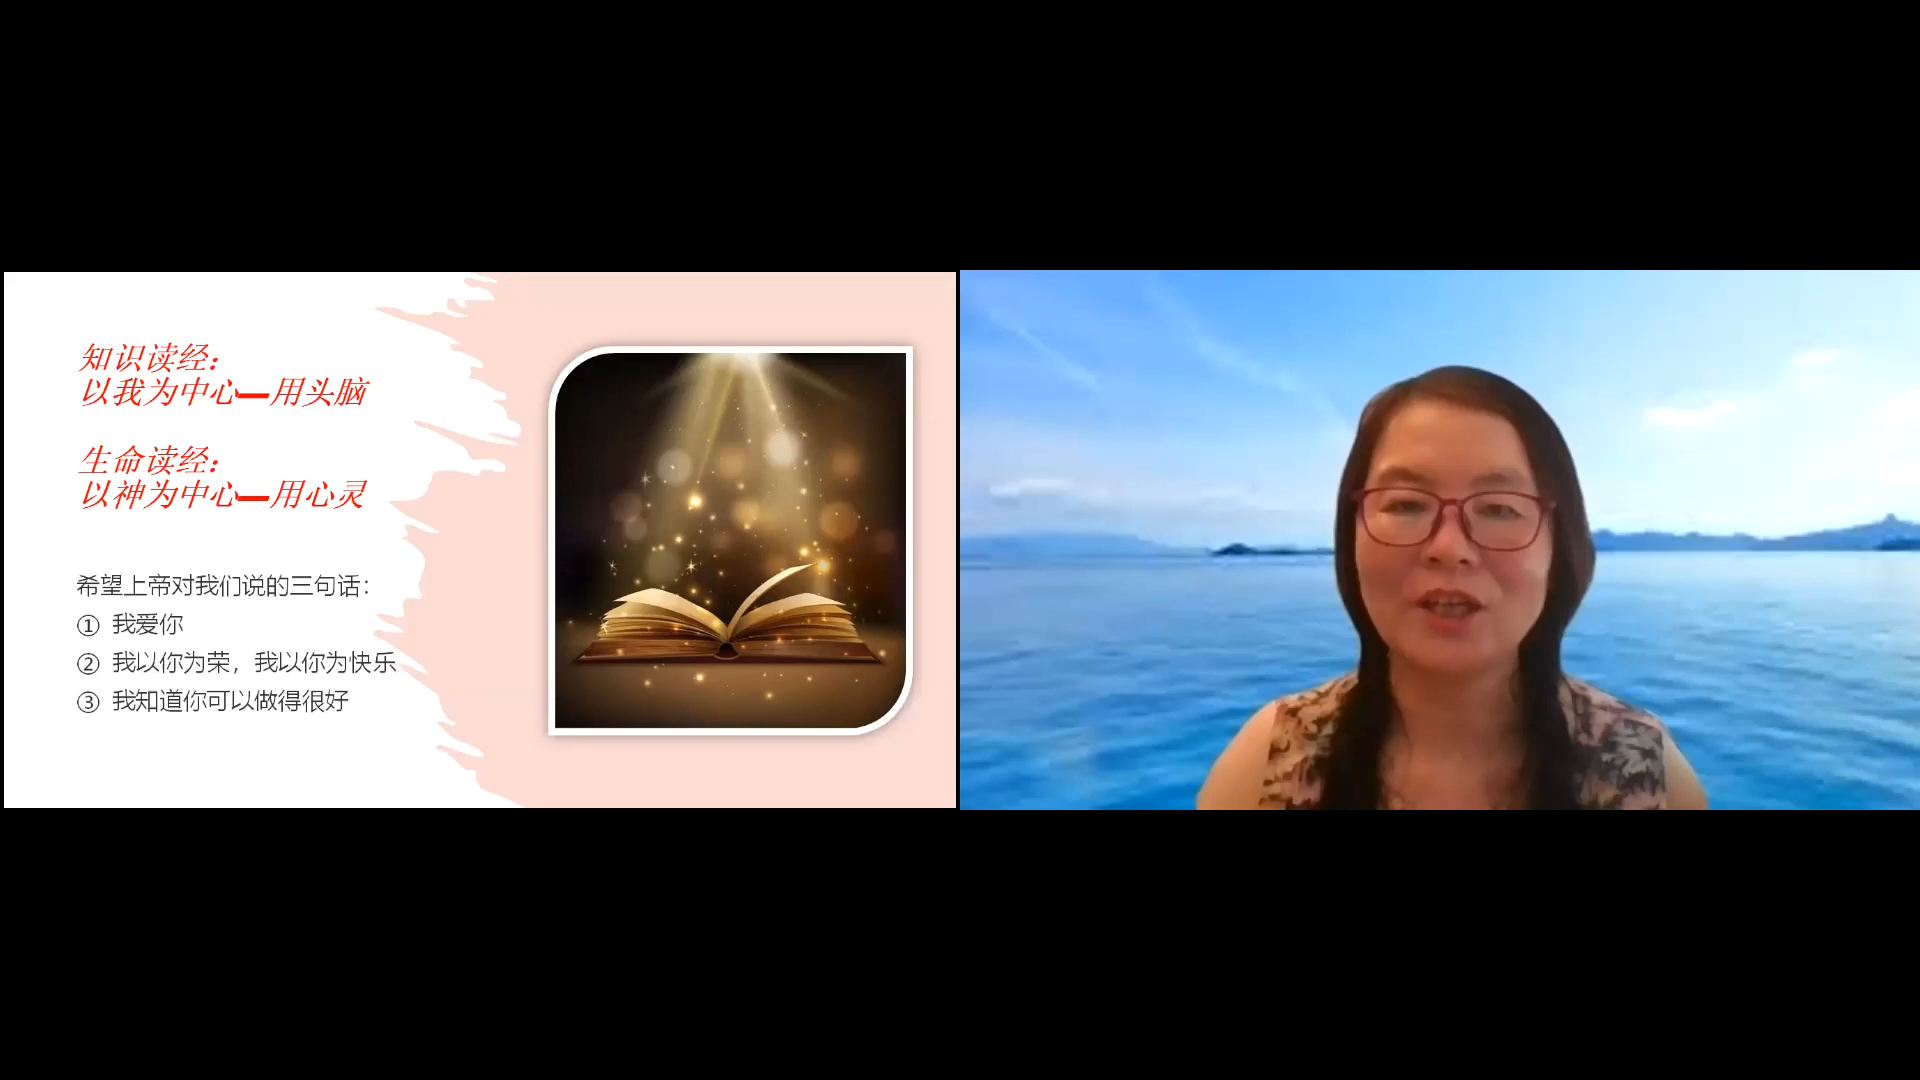 知识读经：
以我为中心—用头脑
生命读经：
以神为中心—用心灵
希望上帝对我们说的三句话：
① 我爱你
② 我以你为荣，我以你为快乐
③ 我知道你可以做得很好